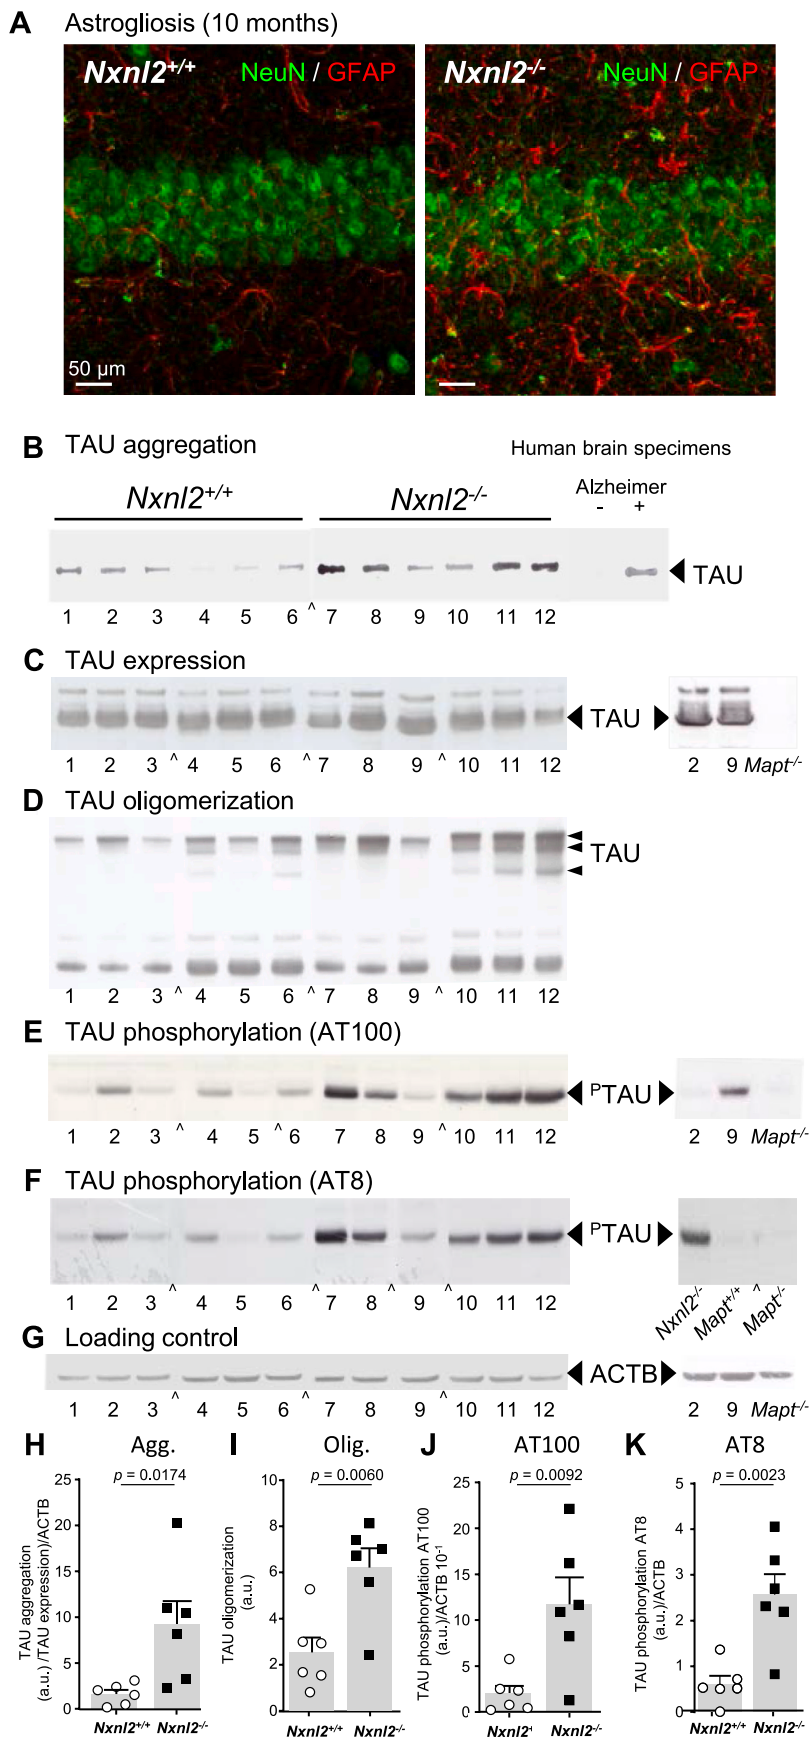 A Astrogliosis (10 months)
Nxnl2+/+ NeuN / GFAP
Nxnl2-/- NeuN / GFAP
50 µm
B TAU aggregation
Human brain specimens
Nxnl2+/+ Nxnl2-/- Alzheimer
- +
TAU
1 2 3 4 5 6 ^ 7 8 9 10 11 12
C TAU expression
TAU
1 2 3 ^ 4 5 6 ^ 7 8 9 ^ 10 11 12 2 9 Mapt-/-
D TAU oligomerization
TAU
1 2 3 ^ 4 5 6 ^ 7 8 9 ^ 10 11 12
E TAU phosphorylation (AT100)
PTAU
1 2 3 ^ 4 5 ^ 6 7 8 9 ^ 10 11 12 2 9 Mapt-/-
F TAU phosphorylation (AT8)
PTAU
1 2 3 ^ 4 5 6 ^ 7 8 ^ 9 ^ 10 11 12 Nxnl2-/- Mapt+/+ ^ Mapt-/-
G Loading control
ACTB
1 2 3 ^ 4 5 6 ^ 7 8 9 ^ 10 11 12 2 9 Mapt-/-
H Agg.
p = 0.0174
TAU aggregation
(a.u.) /TAU expression)/ACTB
25
20
15
10
5
0
Nxnl2+/+ Nxnl2-/-
I Olig.
p = 0.0060
TAU oligomerization
(a.u.)
10
8
6
4
2
0
Nxnl2+/+ Nxnl2-/-
J AT100
p = 0.0092
TAU phosphorylation AT100
(a.u.)/ACTB 10-1
25
20
15
10
5
0
Nxnl2+ Nxnl2-/-
K AT8
p = 0.0023
TAU phosphorylation AT8
(a.u.)/ACTB
5
4
3
2
1
0
Nxnl2+/+ Nxnl2-/-